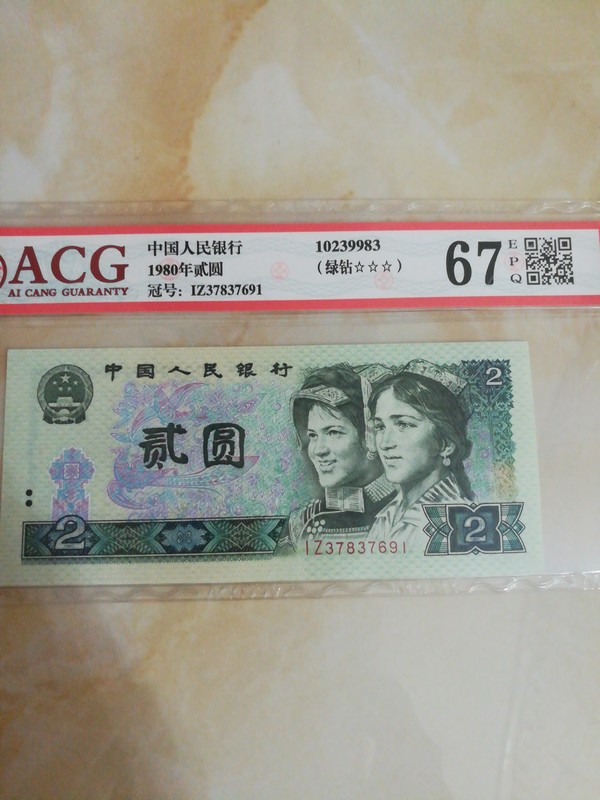 ACG
AI CANG GUARANTY
中国人民银行
1980年贰圆
冠号: IZ37837691
10239983
(绿钻☆☆☆)
67
EPQ
中国人民银行
2
贰圆
2
IZ37837691
2